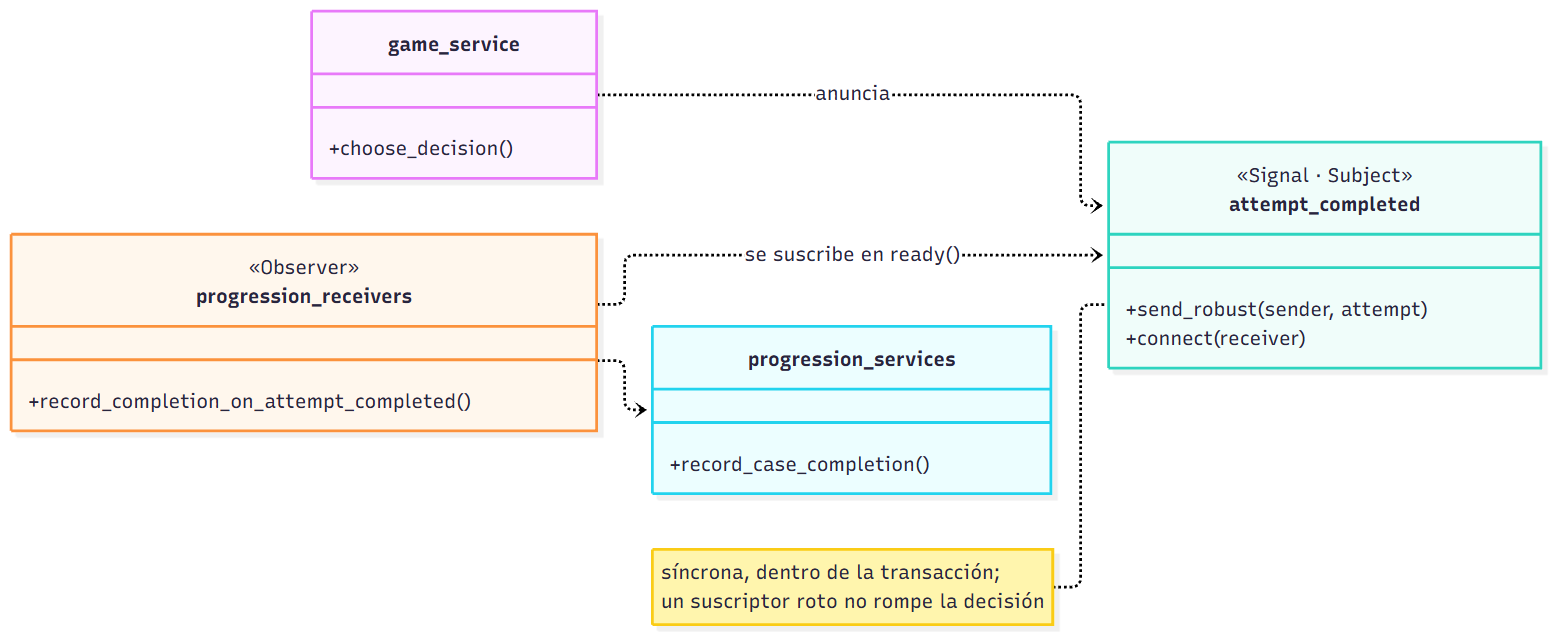 game_service
+choose_decision()
anuncia
«Signal · Subject»
attempt_completed
+send_robust(sender, attempt)
+connect(receiver)
«Observer»
progression_receivers
+record_completion_on_attempt_completed()
se suscribe en ready()
progression_services
+record_case_completion()
síncrona, dentro de la transacción;
un suscriptor roto no rompe la decisión